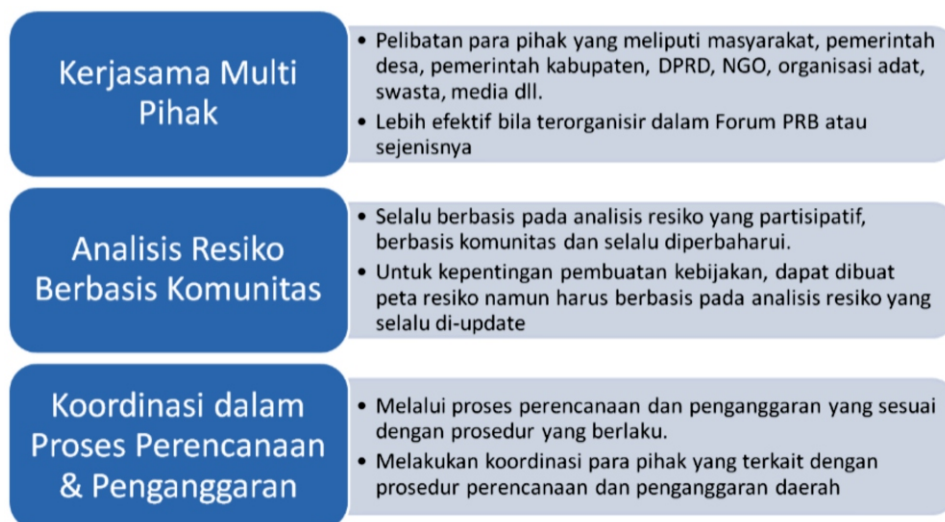 Kerjasama Multi
Pihak
• Pelibatan para pihak yang meliputi masyarakat, pemerintah
desa, pemerintah kabupaten, DPRD, NGO, organisasi adat,
swasta, media dll.
• Lebih efektif bila terorganisir dalam Forum PRB atau
sejenisnya
Analisis Resiko
Berbasis Komunitas
• Selalu berbasis pada analisis resiko yang partisipatif,
berbasis komunitas dan selalu diperbaharui.
• Untuk kepentingan pembuatan kebijakan, dapat dibuat
peta resiko namun harus berbasis pada analisis resiko yang
selalu di-update
Koordinasi dalam
Proses Perencanaan
& Penganggaran
• Melalui proses perencanaan dan penganggaran yang sesuai
dengan prosedur yang berlaku.
• Melakukan koordinasi para pihak yang terkait dengan
prosedur perencanaan dan penganggaran daerah